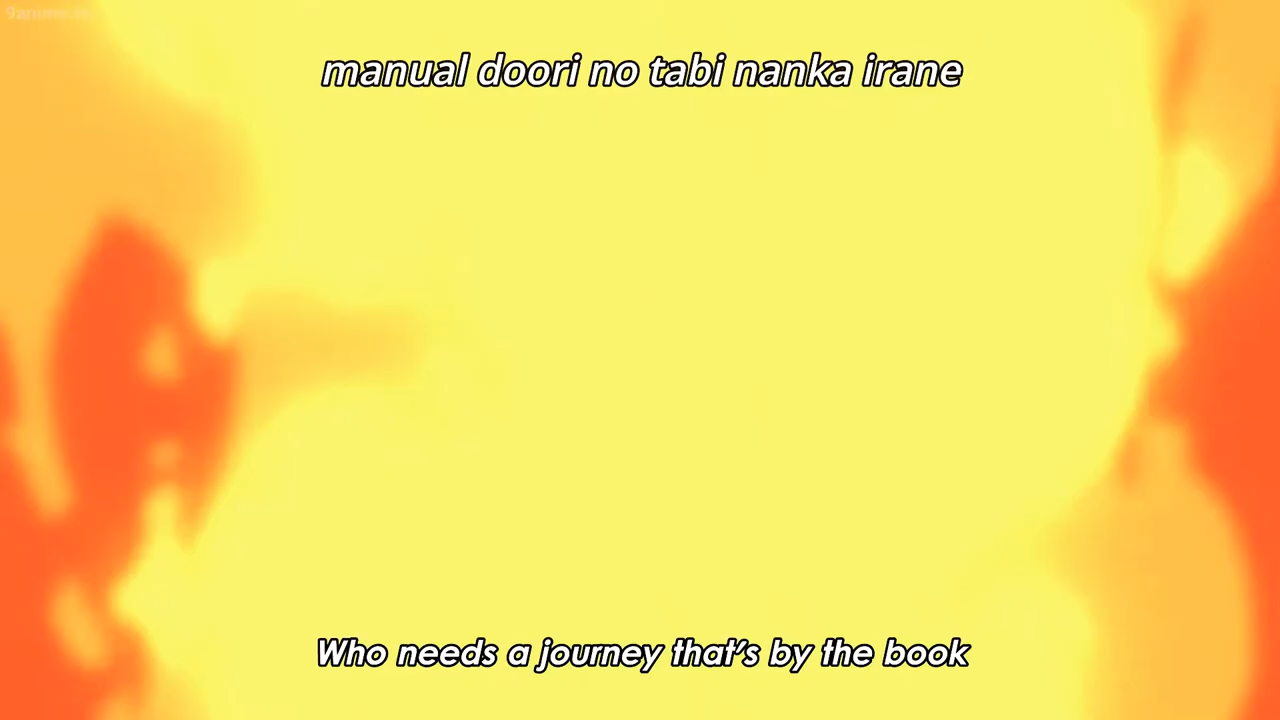 manual doori no tabi nanka irane
Who needs a journey that's by the book